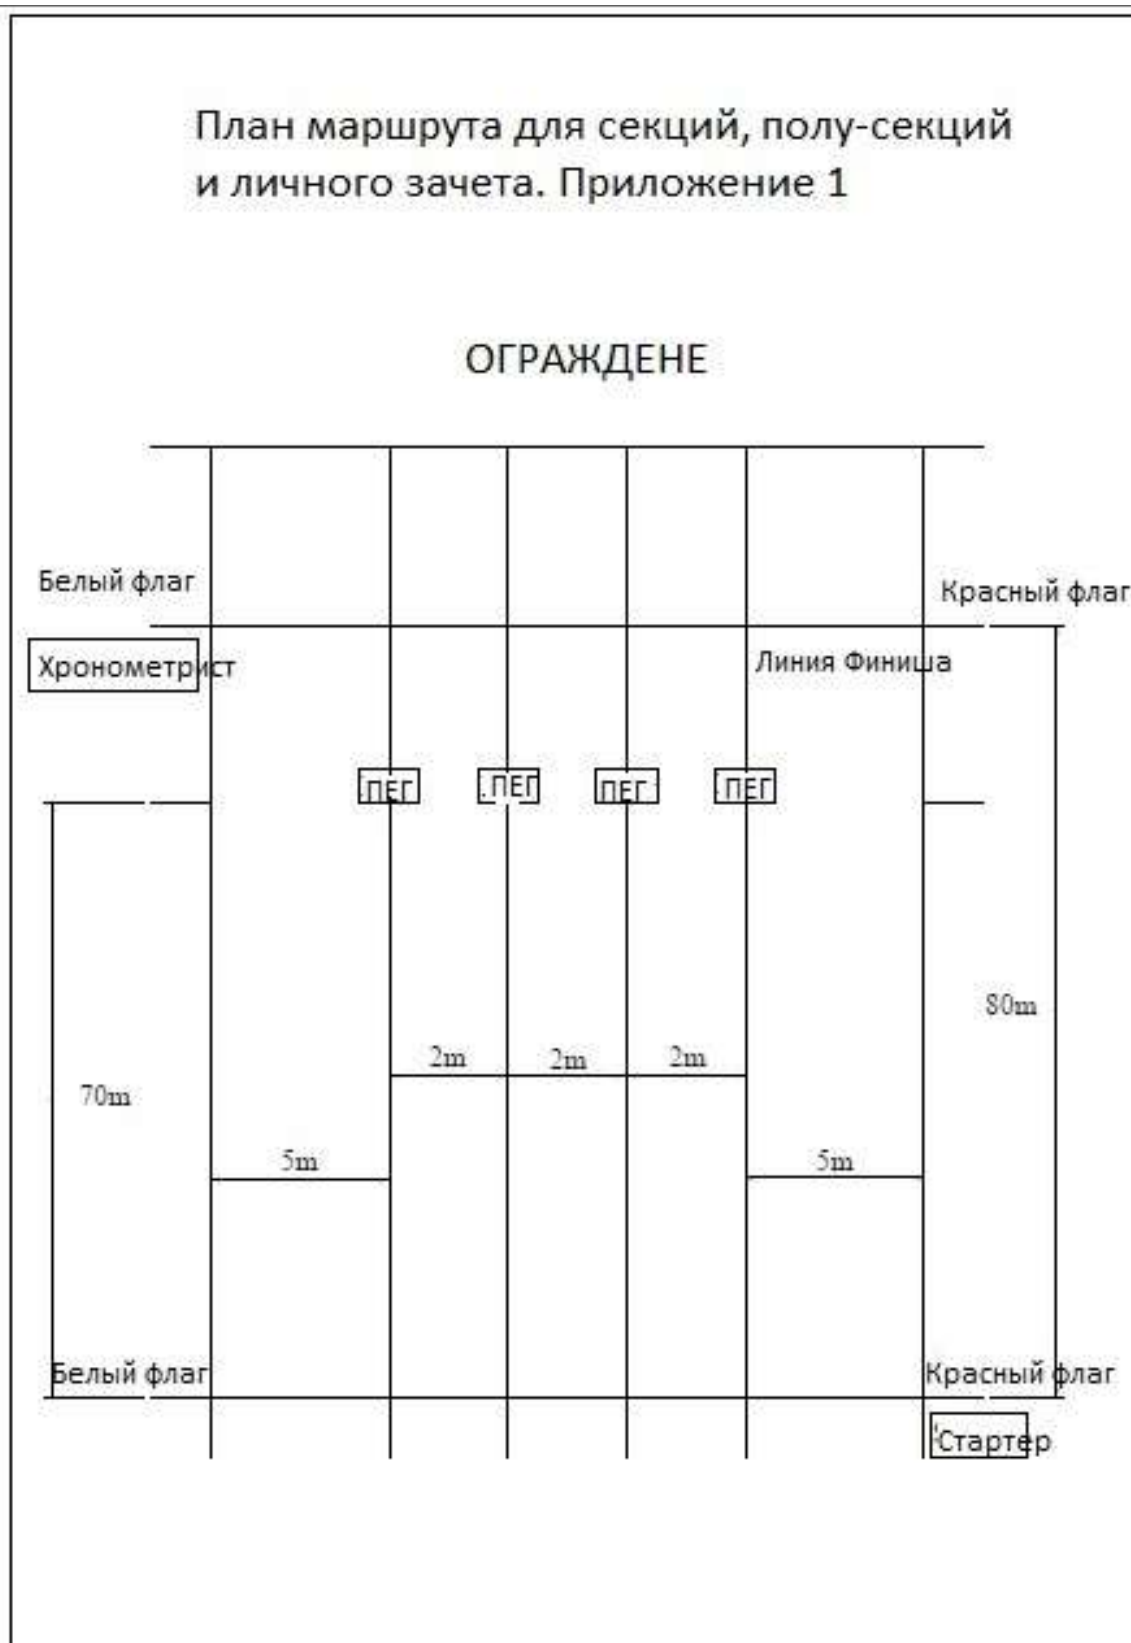 План маршрута для секций, полу-секций
и личного зачета. Приложение 1
ОГРАЖДЕНЕ
Белый флаг
Красный флаг
Хронометрист
Линия Финиша
ПЕГ
ПЕГ
ПЕГ
ПЕГ
80m
2m
2m
2m
70m
5m
5m
Белый флаг
Красный флаг
Стартер